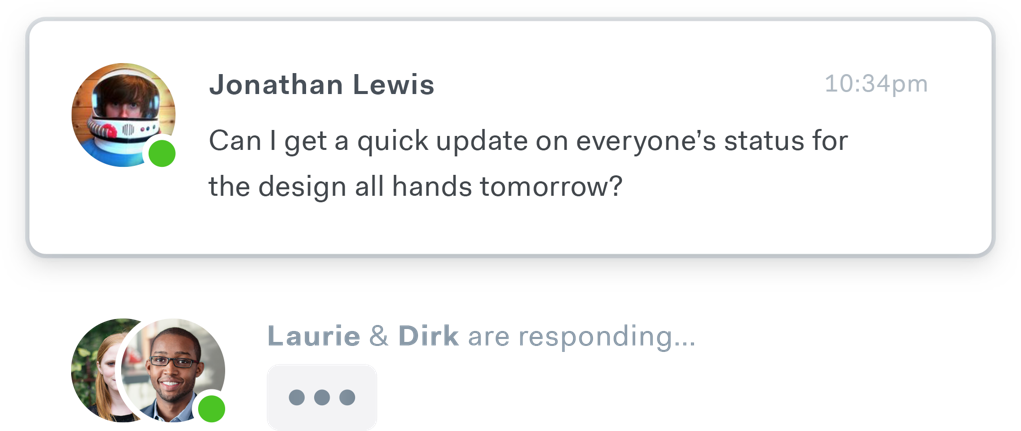 Jonathan Lewis
10:34pm
Can I get a quick update on everyone’s status for
the design all hands tomorrow?
Laurie & Dirk are responding...